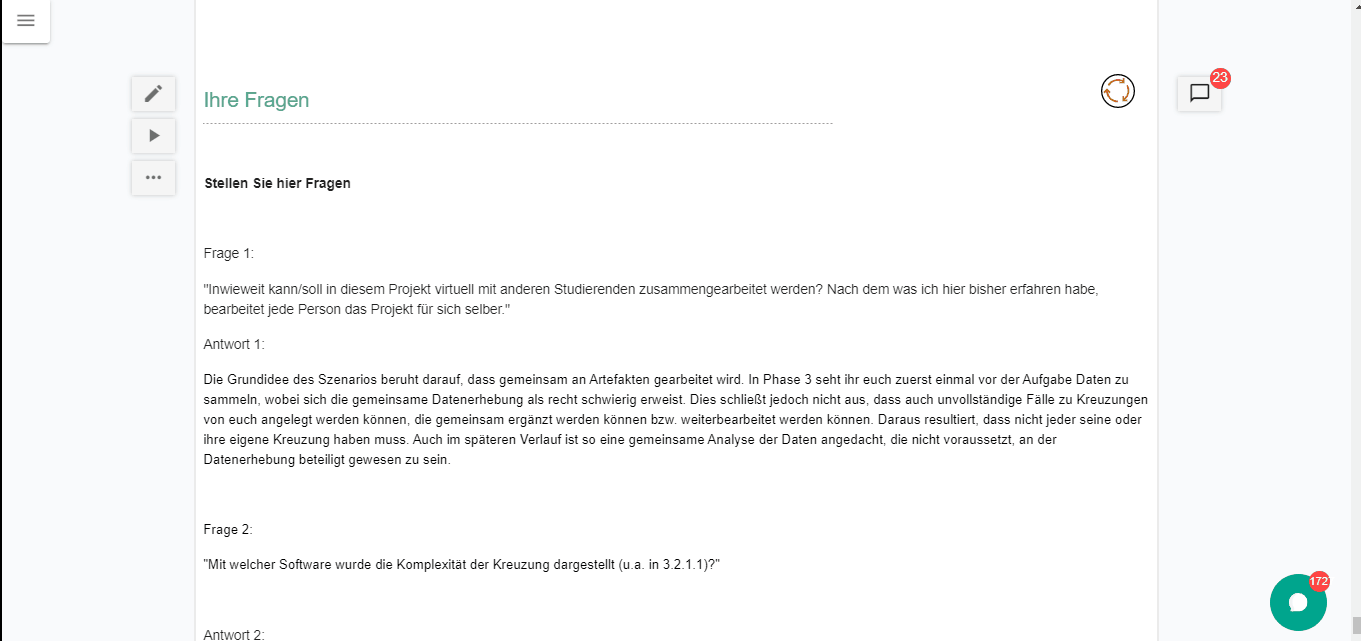 23
Ihre Fragen
Stellen Sie hier Fragen
Frage 1:
"Inwieweit kann/soll in diesem Projekt virtuell mit anderen Studierenden zusammengearbeitet werden? Nach dem was ich hier bisher erfahren habe,
bearbeitet jede Person das Projekt für sich selber."
Antwort 1:
Die Grundidee des Szenarios beruht darauf, dass gemeinsam an Artefakten gearbeitet wird. In Phase 3 seht ihr euch zuerst einmal vor der Aufgabe Daten zu
sammeln, wobei sich die gemeinsame Datenerhebung als recht schwierig erweist. Dies schließt jedoch nicht aus, dass auch unvollständige Fälle zu Kreuzungen
von euch angelegt werden können, die gemeinsam ergänzt werden können bzw. weiterbearbeitet werden können. Daraus resultiert, dass nicht jeder seine oder
ihre eigene Kreuzung haben muss. Auch im späteren Verlauf ist so eine gemeinsame Analyse der Daten angedacht, die nicht voraussetzt, an der
Datenerhebung beteiligt gewesen zu sein.
Frage 2:
"Mit welcher Software wurde die Komplexität der Kreuzung dargestellt (u.a. in 3.2.1.1)?"
172
Antwort 2: